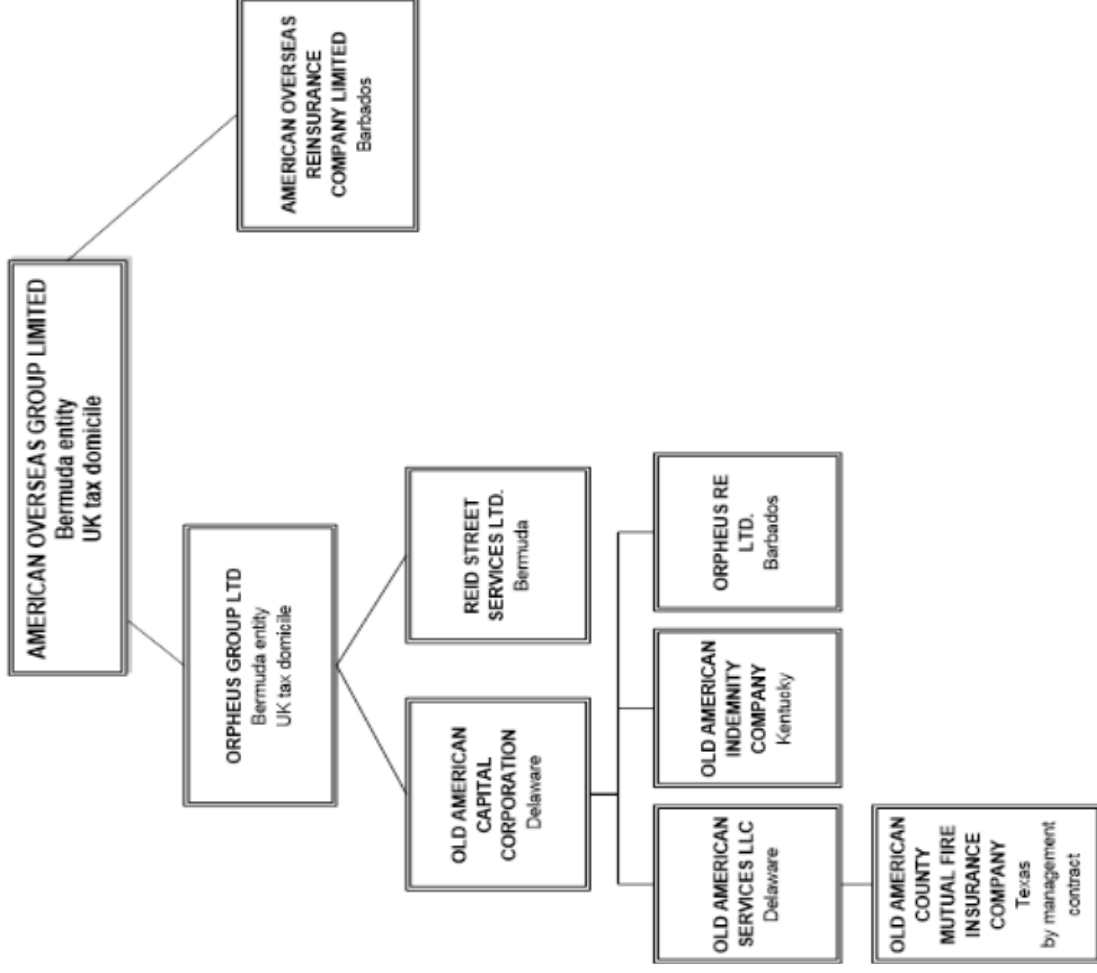 AMERICAN OVERSEAS GROUP LIMITED
Bermuda entity
UK tax domicile
AMERICAN OVERSEAS
REINSURANCE
COMPANY LIMITED
Barbados
ORPHEUS GROUP LTD
Bermuda entity
UK tax domicile
OLD AMERICAN
CAPITAL
CORPORATION
Delaware
REID STREET
SERVICES LTD.
Bermuda
OLD AMERICAN
SERVICES LLC
Delaware
OLD AMERICAN
INDEMNITY
COMPANY
Kentucky
ORPHEUS RE
LTD.
Barbados
OLD AMERICAN
COUNTY
MUTUAL FIRE
INSURANCE
COMPANY
Texas
by management
contract